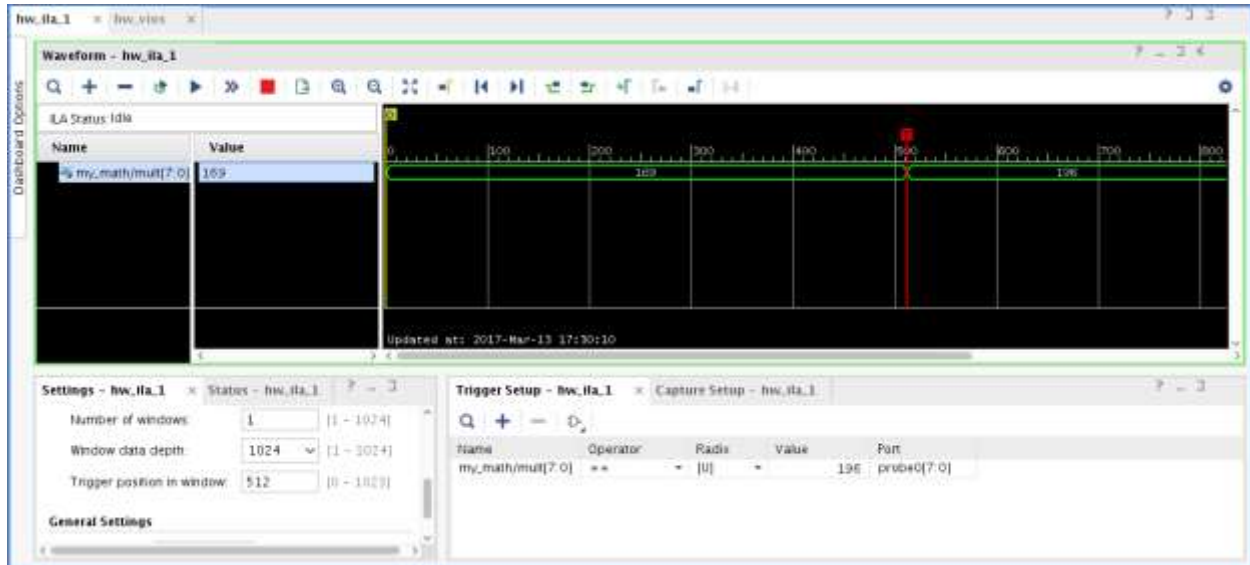 hw_ila_1 × hw_vios ×
Dashboard Options
Waveform - hw_ila_1
ILA Status: Idle
Name Value
my_math/mult[7:0] 169
0
0 100 200 300 400 500 600 700 800
169 196
Updated at: 2017-Mar-13 17:30:10
Settings - hw_ila_1 × Status - hw_ila_1
Number of windows: 1 [1 - 1024]
Window data depth: 1024 [1 - 1024]
Trigger position in window: 512 [0 - 1023]
General Settings
Trigger Setup - hw_ila_1 × Capture Setup - hw_ila_1
Name Operator Radix Value Port
my_math/mult[7:0] == [U] 196 probe0[7:0]